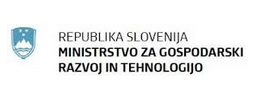 REPUBLIKA SLOVENIJA
MINISTRSTVO ZA GOSPODARSKI
RAZVOJ IN TEHNOLOGIJO